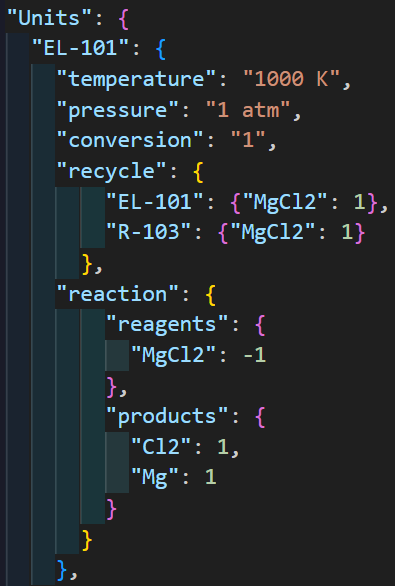 "Units": {
"EL-101": {
"temperature": "1000 K",
"pressure": "1 atm",
"conversion": "1",
"recycle": {
"EL-101": {"MgCl2": 1},
"R-103": {"MgCl2": 1}
},
"reaction": {
"reagents": {
"MgCl2": -1
},
"products": {
"Cl2": 1,
"Mg": 1
}
}
},